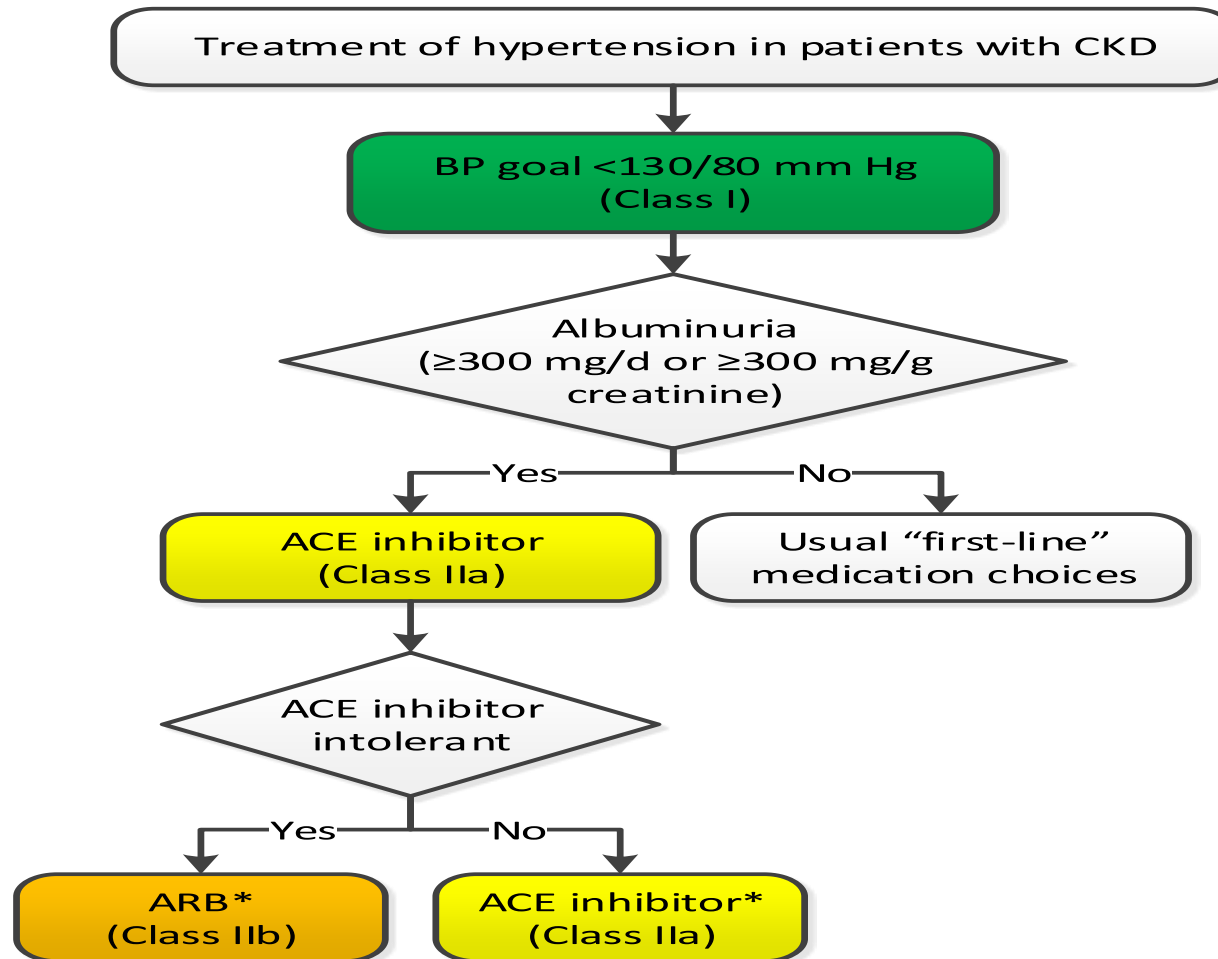 Treatment of hypertension in patients with CKD
BP goal <130/80 mm Hg
(Class I)
Albuminuria
(≥300 mg/d or ≥300 mg/g
creatinine)
Yes
No
ACE inhibitor
(Class IIa)
Usual “first-line”
medication choices
ACE inhibitor
intolerant
Yes
No
ARB*
(Class IIb)
ACE inhibitor*
(Class IIa)